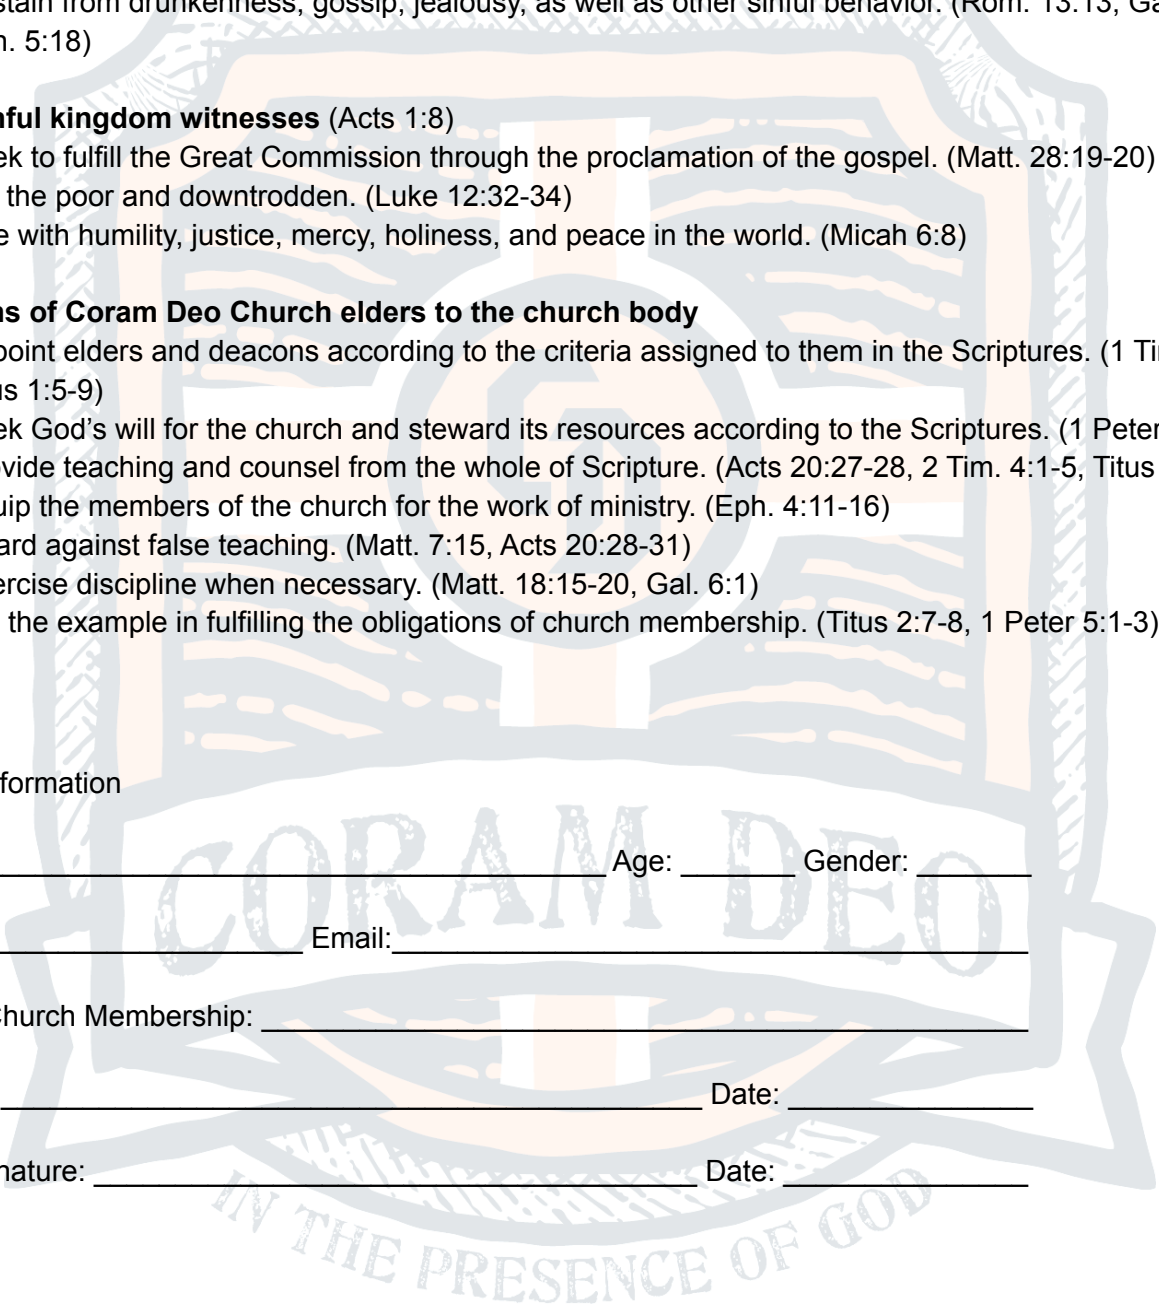 stain from drunkenness, gossip, jealousy, as well as other sinful behavior. (Rom. 13:13, Ga
n. 5:18)
nful kingdom witnesses (Acts 1:8)
ek to fulfill the Great Commission through the proclamation of the gospel. (Matt. 28:19-20)
the poor and downtrodden. (Luke 12:32-34)
e with humility, justice, mercy, holiness, and peace in the world. (Micah 6:8)
ns of Coram Deo Church elders to the church body
point elders and deacons according to the criteria assigned to them in the Scriptures. (1 Ti
us 1:5-9)
ek God’s will for the church and steward its resources according to the Scriptures. (1 Peter
ovide teaching and counsel from the whole of Scripture. (Acts 20:27-28, 2 Tim. 4:1-5, Titus
uip the members of the church for the work of ministry. (Eph. 4:11-16)
ard against false teaching. (Matt. 7:15, Acts 20:28-31)
ercise discipline when necessary. (Matt. 18:15-20, Gal. 6:1)
the example in fulfilling the obligations of church membership. (Titus 2:7-8, 1 Peter 5:1-3)
formation
Age: _______ Gender: _______
Email:
Church Membership:
Date:
nature: Date:
CORAM DEO
IN THE PRESENCE OF GOD